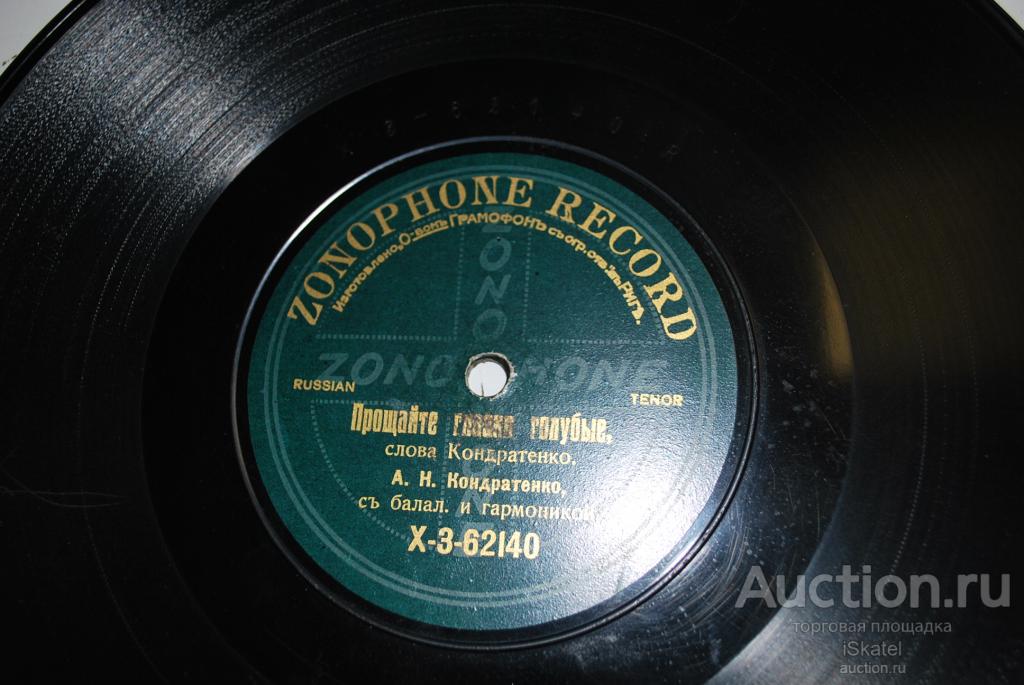 ZONOPHONE RECORD
Изготовлено „О-вомъ ГРАМОФОНЪ съ огр. отв." въ Ригѣ.
ZONOPHONE
RUSSIAN
TENOR
Прощайте глазки голубые,
слова Кондратенко.
А. Н. Кондратенко,
съ балал. и гармоникой
X-3-62140
Auction.ru
торговая площадка
iSkatel
auction.ru